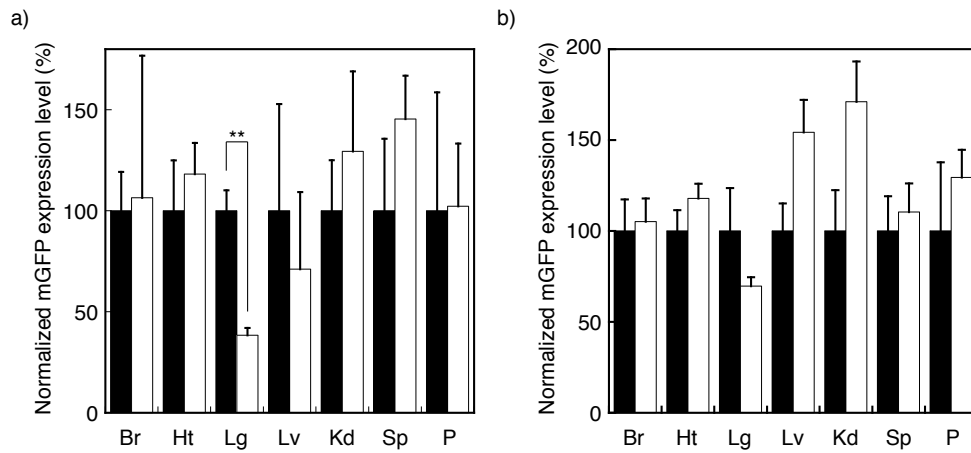 a)
Normalized mGFP expression level (%)
150
100
50
0
**
Br Ht Lg Lv Kd Sp P
b)
Normalized mGFP expression level (%)
200
150
100
50
0
Br Ht Lg Lv Kd Sp P